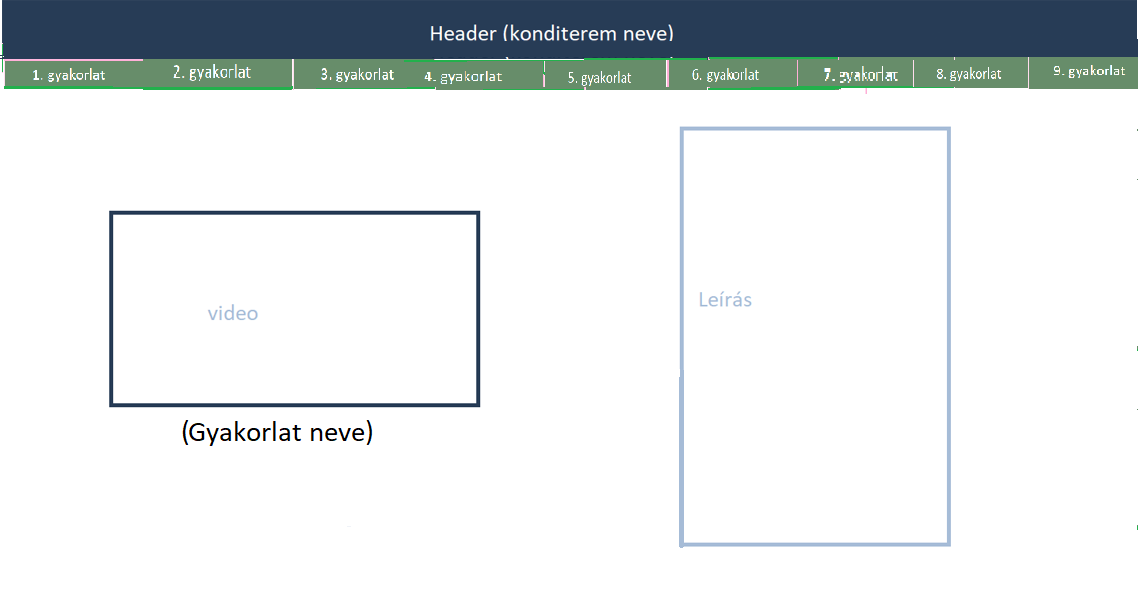 Header (konditerem neve)
1. gyakorlat 2. gyakorlat 3. gyakorlat 4. gyakorlat 5. gyakorlat 6. gyakorlat 7. gyakorlat 8. gyakorlat 9. gyakorlat
video
(Gyakorlat neve)
Leírás